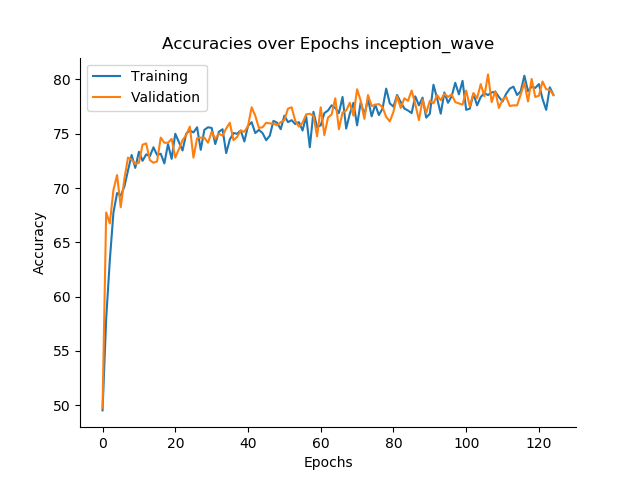 Accuracies over Epochs inception_wave
Training
Validation
Accuracy
80
75
70
65
60
55
50
0 20 40 60 80 100 120
Epochs